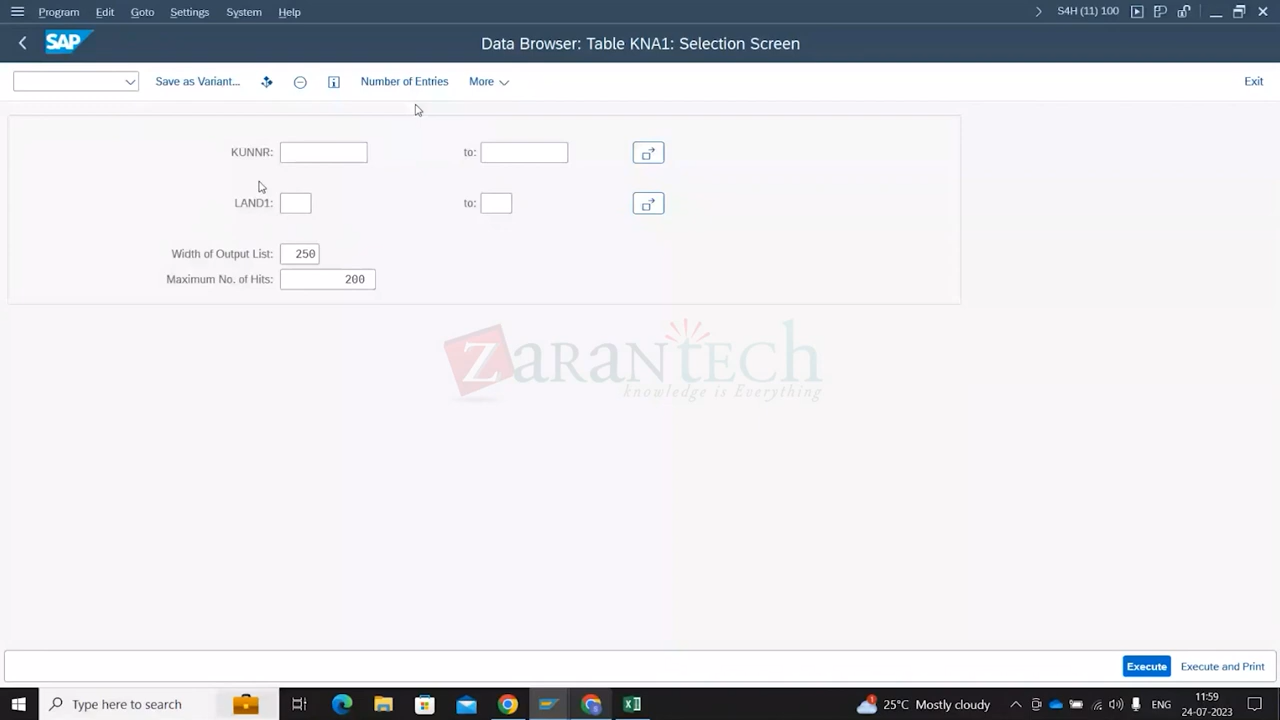 Program Edit Goto Settings System Help S4H (11) 100
SAP Data Browser: Table KNA1: Selection Screen
Save as Variant... Number of Entries More Exit
KUNNR: to:
LAND1: to:
Width of Output List: 250
Maximum No. of Hits: 200
ZaranTech
knowledge is Everything
Execute Execute and Print
Type here to search 1 25°C Mostly cloudy ENG 11:59
24-07-2023